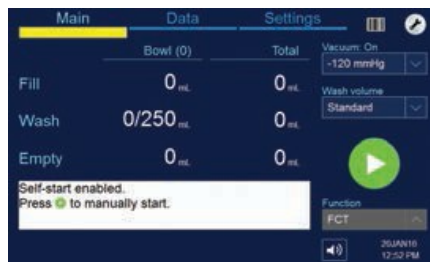 Main Data Settings
Bowl (0) Total Vacuum: On
-120 mmHg
Fill 0 mL 0 mL
Wash volume
Standard
Wash 0/250 mL 0 mL
Empty 0 mL 0 mL
Self-start enabled.
Press to manually start.
Function
FCT
20JAN16
12:52 PM